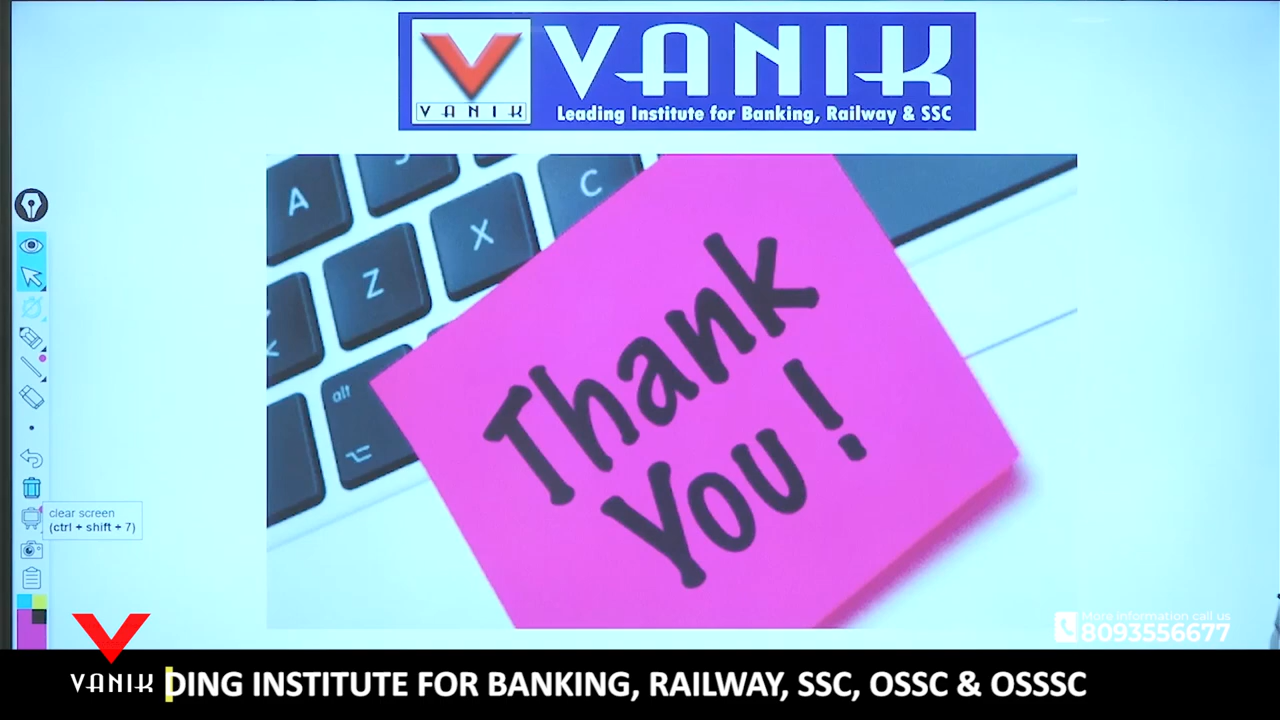 VANIK
VANIK
Leading Institute for Banking, Railway & SSC
A
C
X
Z
alt
Thank
You !
clear screen
(ctrl + shift + 7)
More information call us
8093556677
VANIK
DING INSTITUTE FOR BANKING, RAILWAY, SSC, OSSC & OSSSC